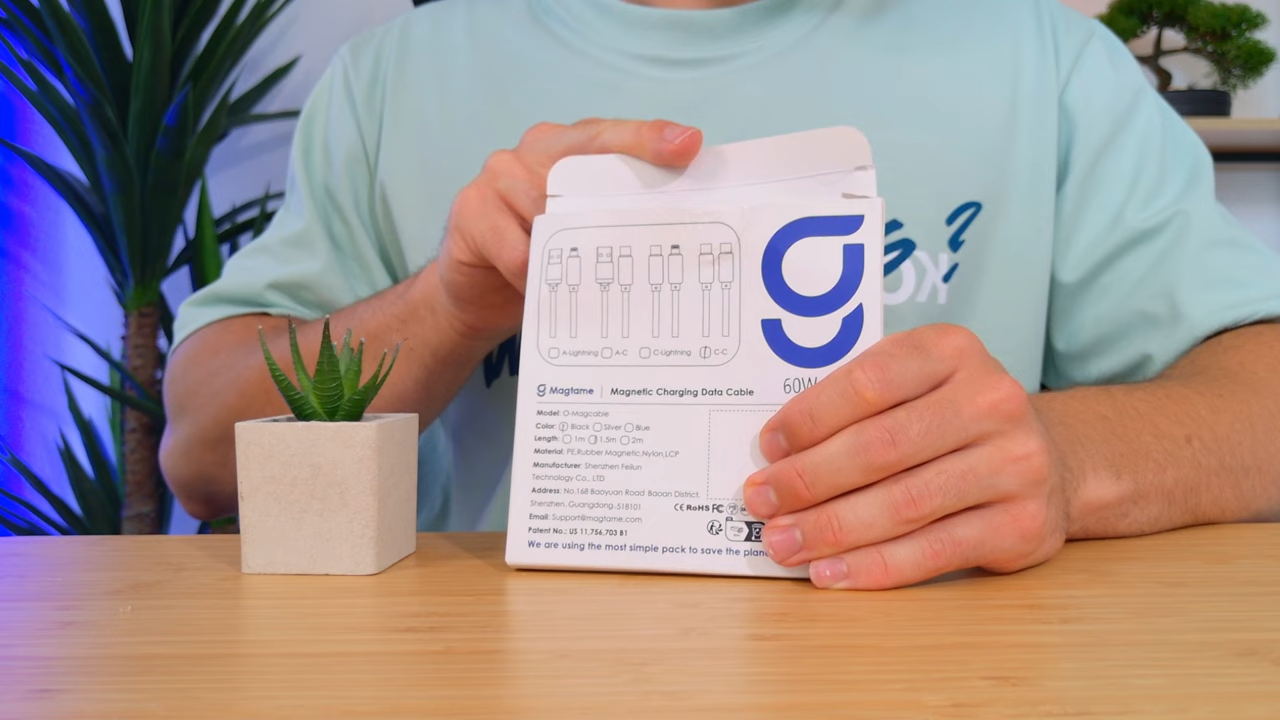 A-Lightning A-C C-Lightning C-C
60W
Magtame | Magnetic Charging Data Cable
Model: O-Magcable
Color: Black Silver Blue
Length: 1m 1.5m 2m
Material: PE,Rubber,Magnetic,Nylon,LCP
Manufacturer: Shenzhen Feilun
Technology Co., LTD
Address: No.168 Baoyuan Road Baoan District,
Shenzhen, Guangdong ,518101
CE RoHS FC
Email: Support@magtame.com
Patent No.: US 11,756,703 B1
We are using the most simple pack to save the